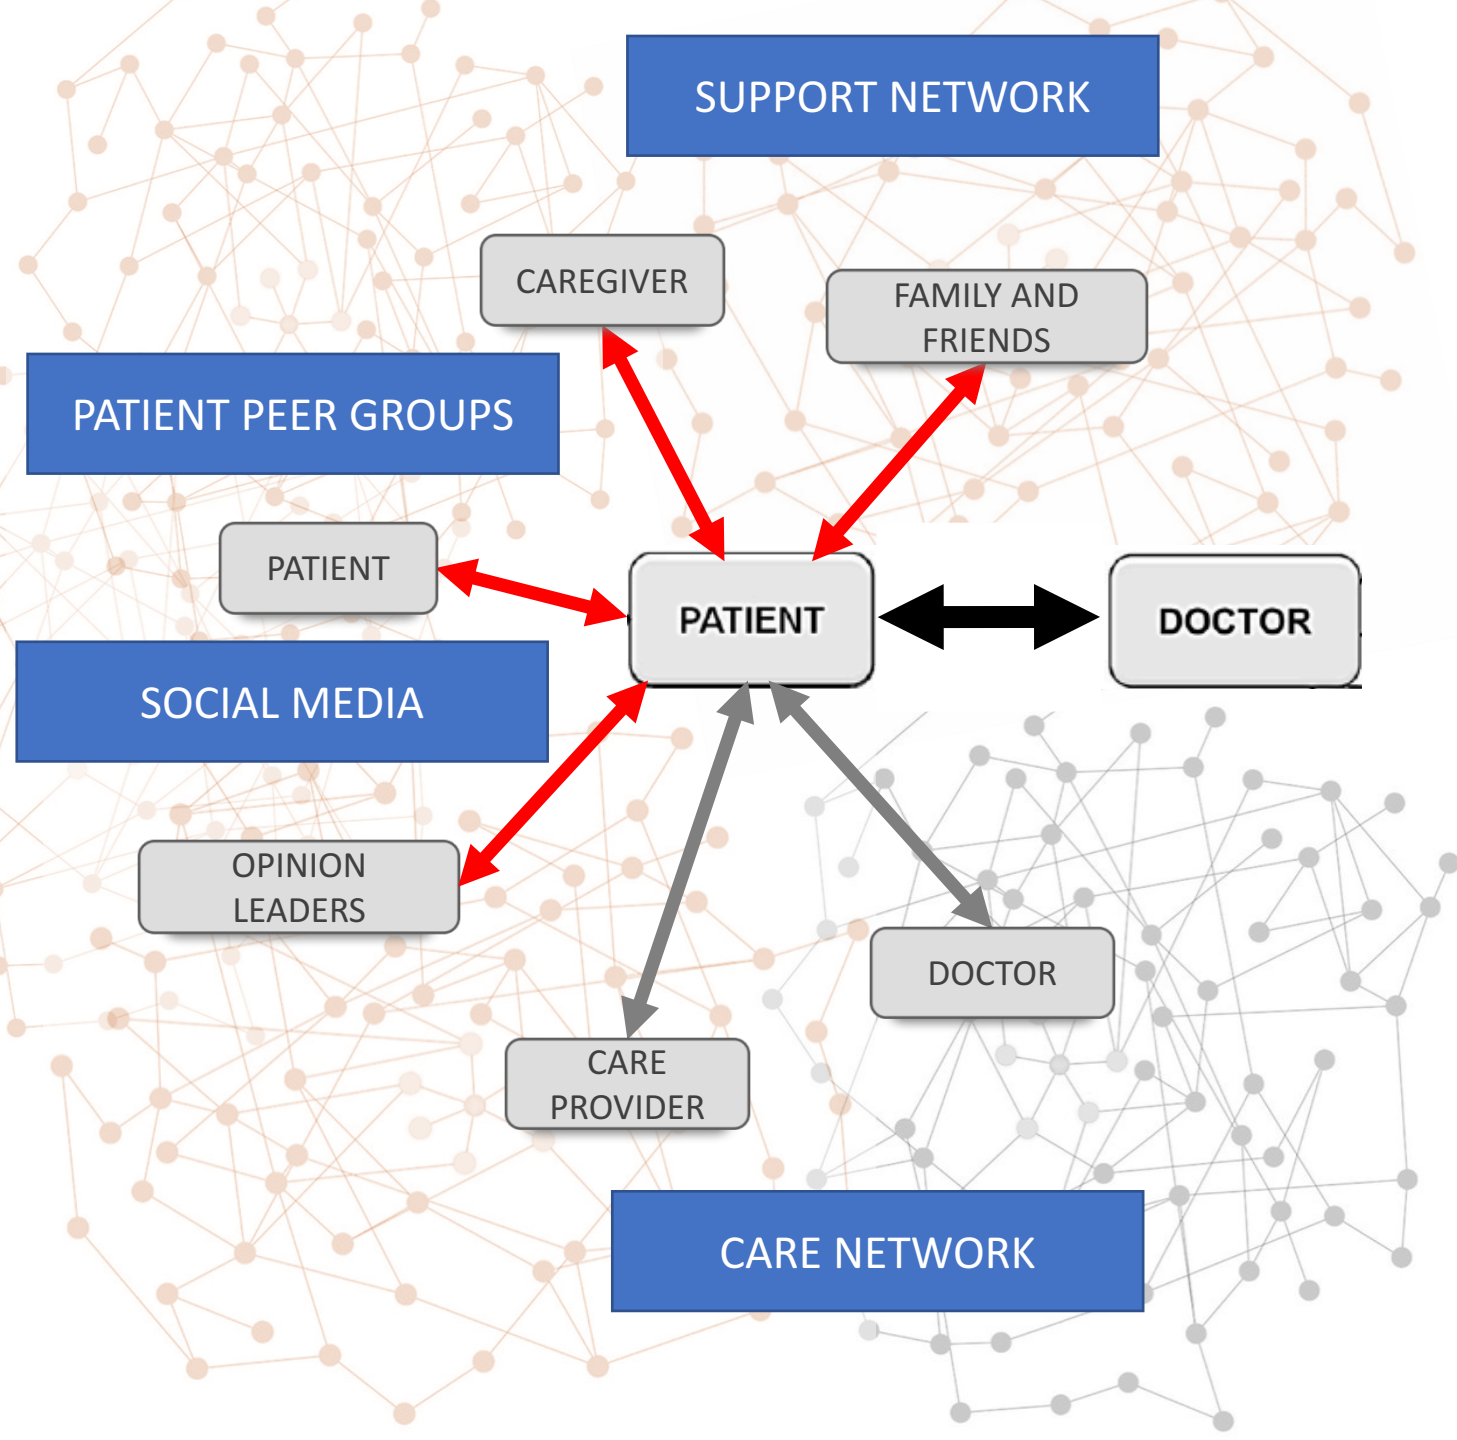 SUPPORT NETWORK
CAREGIVER
FAMILY AND
FRIENDS
PATIENT PEER GROUPS
PATIENT
PATIENT
DOCTOR
SOCIAL MEDIA
OPINION
LEADERS
DOCTOR
CARE
PROVIDER
CARE NETWORK